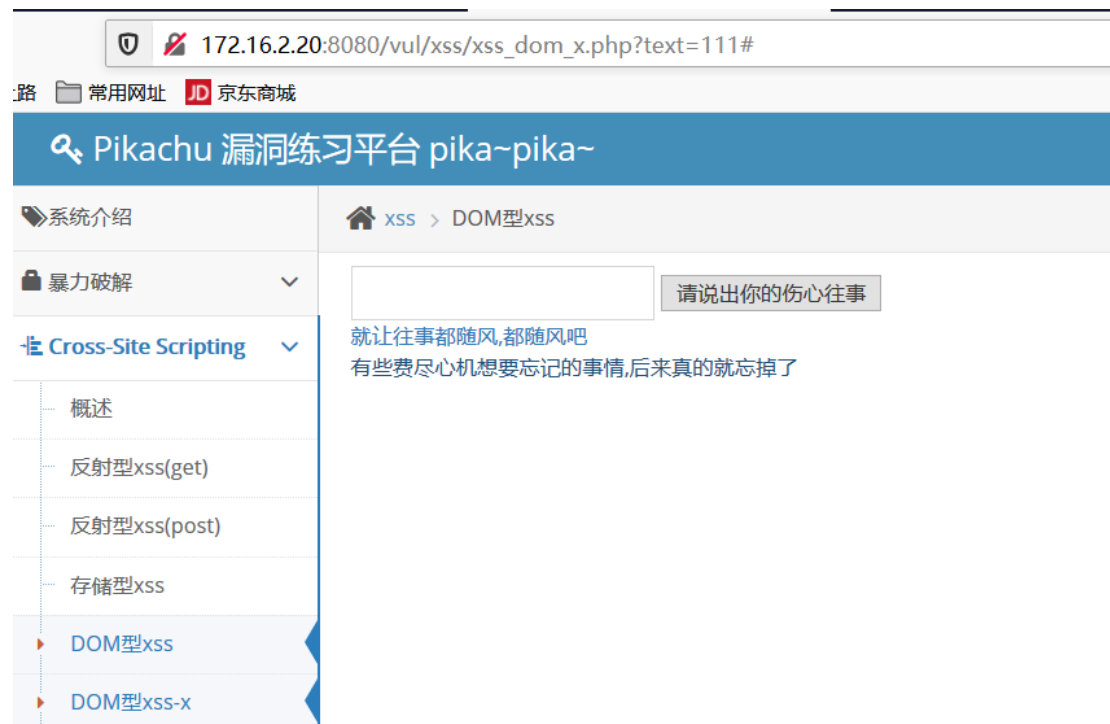 172.16.2.20:8080/vul/xss/xss_dom_x.php?text=111#
路 常用网址 JD 京东商城
Pikachu 漏洞练习平台 pika~pika~
系统介绍
xss > DOM型xss
暴力破解
请说出你的伤心往事
就让往事都随风,都随风吧
有些费尽心机想要忘记的事情,后来真的就忘掉了
Cross-Site Scripting
概述
反射型xss(get)
反射型xss(post)
存储型xss
DOM型xss
DOM型xss-x